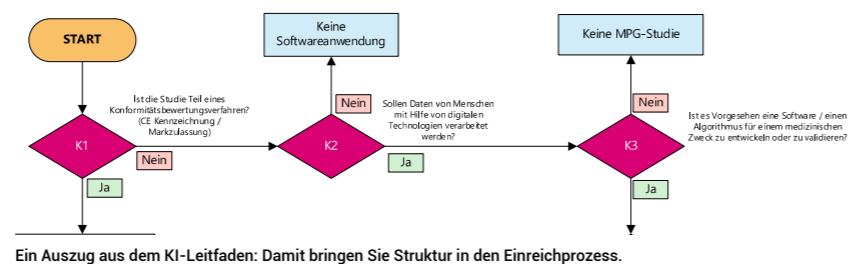 START
Keine
Softwareanwendung
Keine MPG-Studie
Ist die Studie Teil eines
Konformitätsbewertungsverfahren?
(CE Kennzeichnung /
Markzulassung)
Nein
Sollen Daten von Menschen
mit Hilfe von digitalen
Technologien verarbeitet
werden?
Nein
Ist es Vorgesehen eine Software / einen
Algorithmus für einem medizinischen
Zweck zu entwickeln oder zu validieren?
K1
Nein
K2
Ja
K3
Ja
Ja
Ein Auszug aus dem KI-Leitfaden: Damit bringen Sie Struktur in den Einreichprozess.